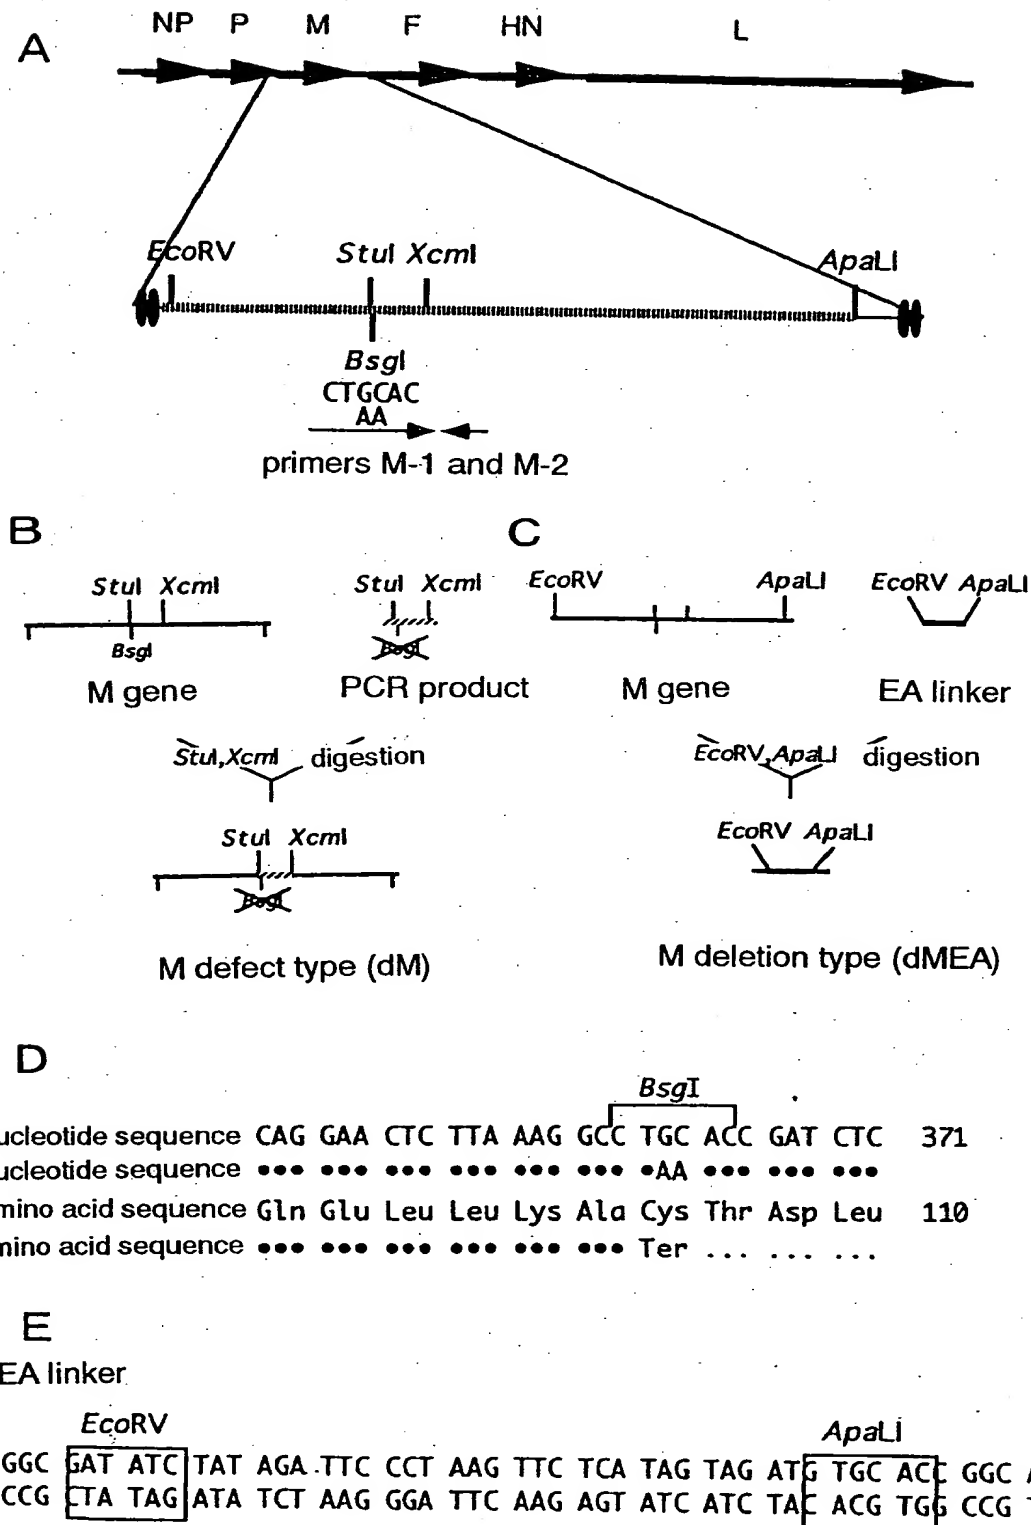 A
NP P M F HN L
EcoRV StuI XcmI ApaLI
BsgI
CTGCAC
AA
primers M-1 and M-2
B
StuI XcmI
BsgI
M gene
StuI XcmI
BsgI
PCR product
StuI,XcmI digestion
StuI XcmI
BsgI
M defect type (dM)
C
EcoRV ApaLI
M gene
EcoRV ApaLI
EA linker
EcoRV,ApaLI digestion
EcoRV ApaLI
M deletion type (dMEA)
D
BsgI
ucleotide sequence CAG GAA CTC TTA AAG GCC TGC ACC GAT CTC 371
ucleotide sequence ••• ••• ••• ••• ••• ••• •AA ••• ••• •••
mino acid sequence Gln Glu Leu Leu Lys Ala Cys Thr Asp Leu 110
mino acid sequence ••• ••• ••• ••• ••• ••• Ter ... ... ...
E
EA linker
EcoRV ApaLI
GGC GAT ATC TAT AGA TTC CCT AAG TTC TCA TAG TAG ATG TGC ACC GGC A
CCG CTA TAG ATA TCT AAG GGA TTC AAG AGT ATC ATC TAC ACG TGG CCG